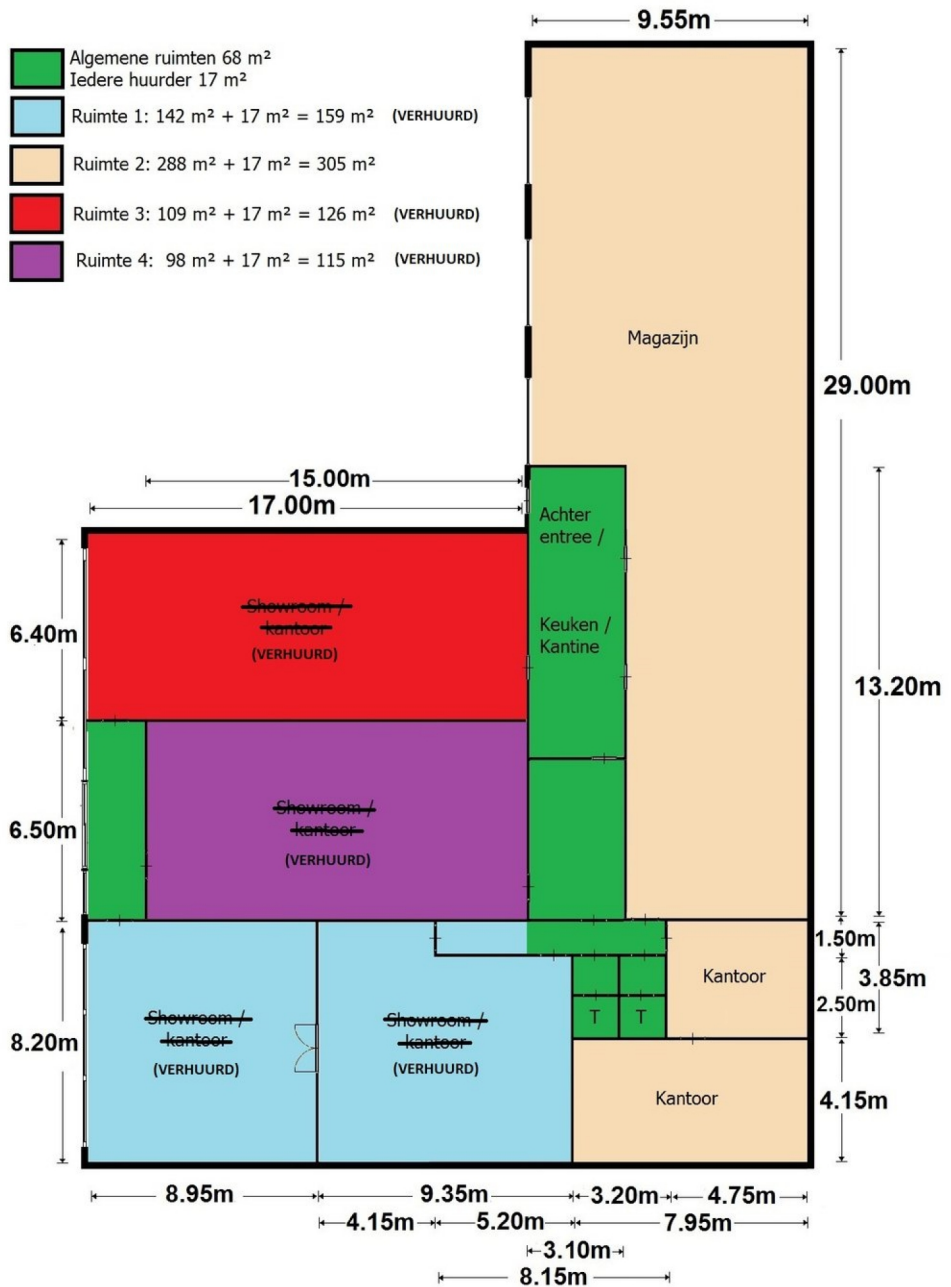 9.55m
Algemene ruimten 68 m²
Iedere huurder 17 m²
Ruimte 1: 142 m² + 17 m² = 159 m² (VERHUURD)
Ruimte 2: 288 m² + 17 m² = 305 m²
Ruimte 3: 109 m² + 17 m² = 126 m² (VERHUURD)
Ruimte 4: 98 m² + 17 m² = 115 m² (VERHUURD)
Magazijn
29.00m
15.00m
17.00m
Achter
entree /
Keuken /
Kantine
6.40m
Showroom /
kantoor
(VERHUURD)
13.20m
6.50m
Showroom /
kantoor
(VERHUURD)
1.50m
3.85m
2.50m
Kantoor
8.20m
Showroom /
kantoor
(VERHUURD)
Showroom /
kantoor
(VERHUURD)
T
T
Kantoor
4.15m
8.95m
9.35m
3.20m
4.75m
4.15m
5.20m
7.95m
3.10m
8.15m